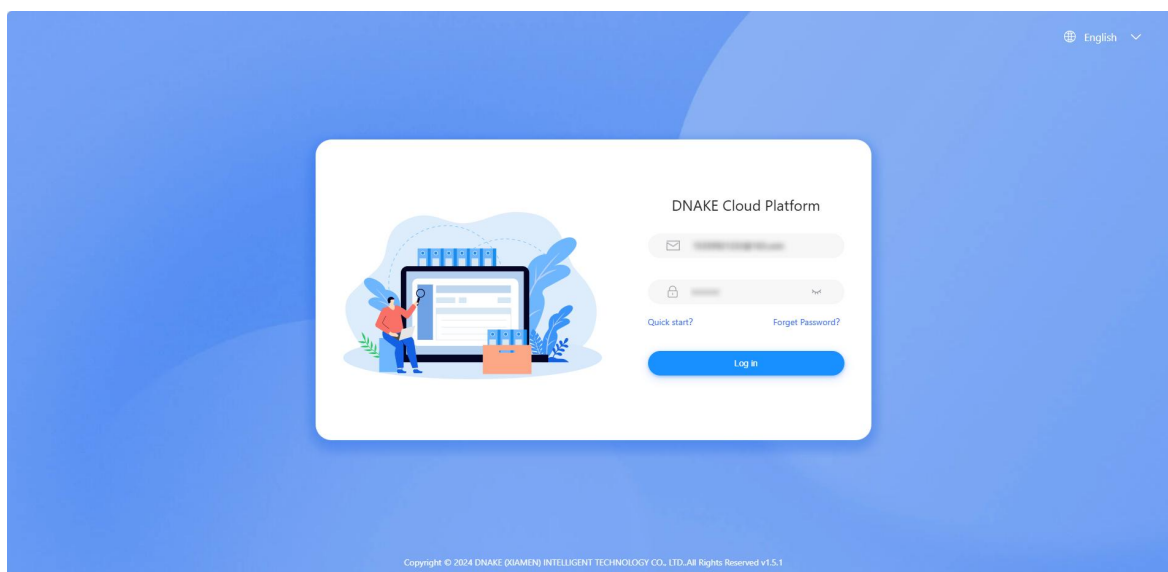 English
DNAKE Cloud Platform
Quick start?
Forget Password?
Log in
Copyright © 2024 DNAKE (XIAMEN) INTELLIGENT TECHNOLOGY CO., LTD.,All Rights Reserved v1.5.1